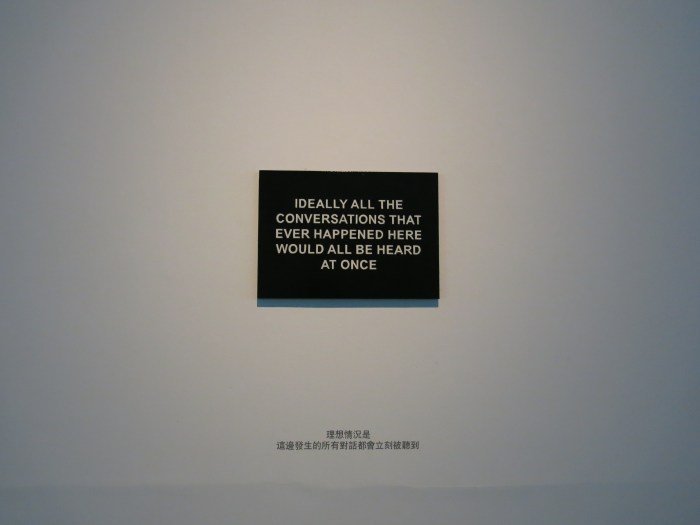 IDEALLY ALL THE
CONVERSATIONS THAT
EVER HAPPENED HERE
WOULD ALL BE HEARD
AT ONCE
理想情況是
這邊發生的所有對話都會立刻被聽到